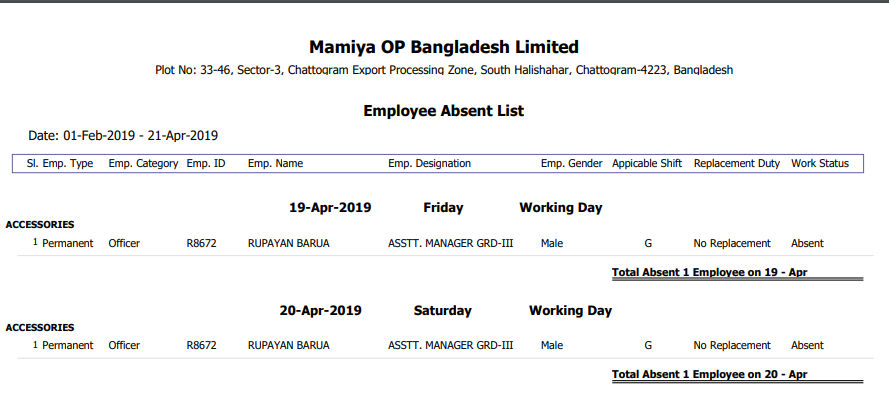 Mamiya OP Bangladesh Limited
Plot No: 33-46, Sector-3, Chattogram Export Processing Zone, South Halishahar, Chattogram-4223, Bangladesh
Employee Absent List
Date: 01-Feb-2019 - 21-Apr-2019
Sl. Emp. Type Emp. Category Emp. ID Emp. Name Emp. Designation Emp. Gender Appicable Shift Replacement Duty Work Status
19-Apr-2019 Friday Working Day
ACCESSORIES
1 Permanent Officer R8672 RUPAYAN BARUA ASSTT. MANAGER GRD-III Male G No Replacement Absent
Total Absent 1 Employee on 19 - Apr
20-Apr-2019 Saturday Working Day
ACCESSORIES
1 Permanent Officer R8672 RUPAYAN BARUA ASSTT. MANAGER GRD-III Male G No Replacement Absent
Total Absent 1 Employee on 20 - Apr